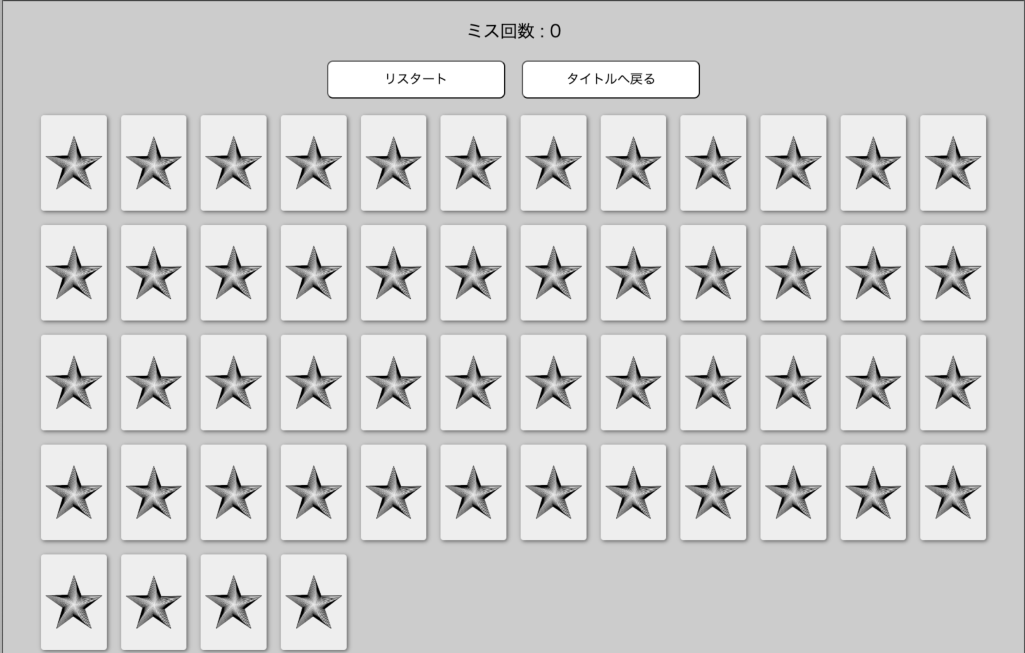 ミス回数 : 0
リスタート
タイトルへ戻る